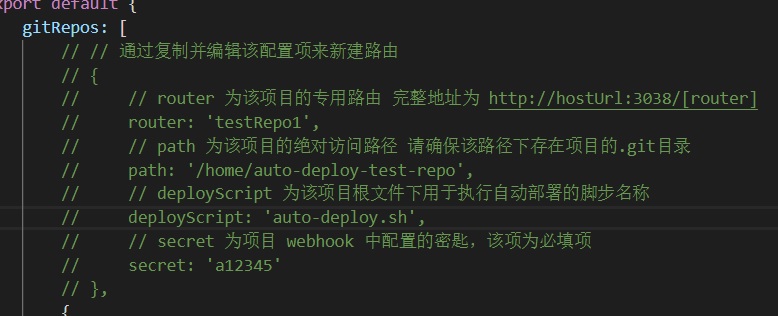 export default {
gitRepos: [
// // 通过复制并编辑该配置项来新建路由
// {
// // router 为该项目的专用路由 完整地址为 http://hostUrl:3038/[router]
// router: 'testRepo1',
// // path 为该项目的绝对访问路径 请确保该路径下存在项目的.git目录
// path: '/home/auto-deploy-test-repo',
// // deployScript 为该项目根文件下用于执行自动部署的脚步名称
// deployScript: 'auto-deploy.sh',
// // secret 为项目 webhook 中配置的密匙，该项为必填项
// secret: 'a12345'
// },
{